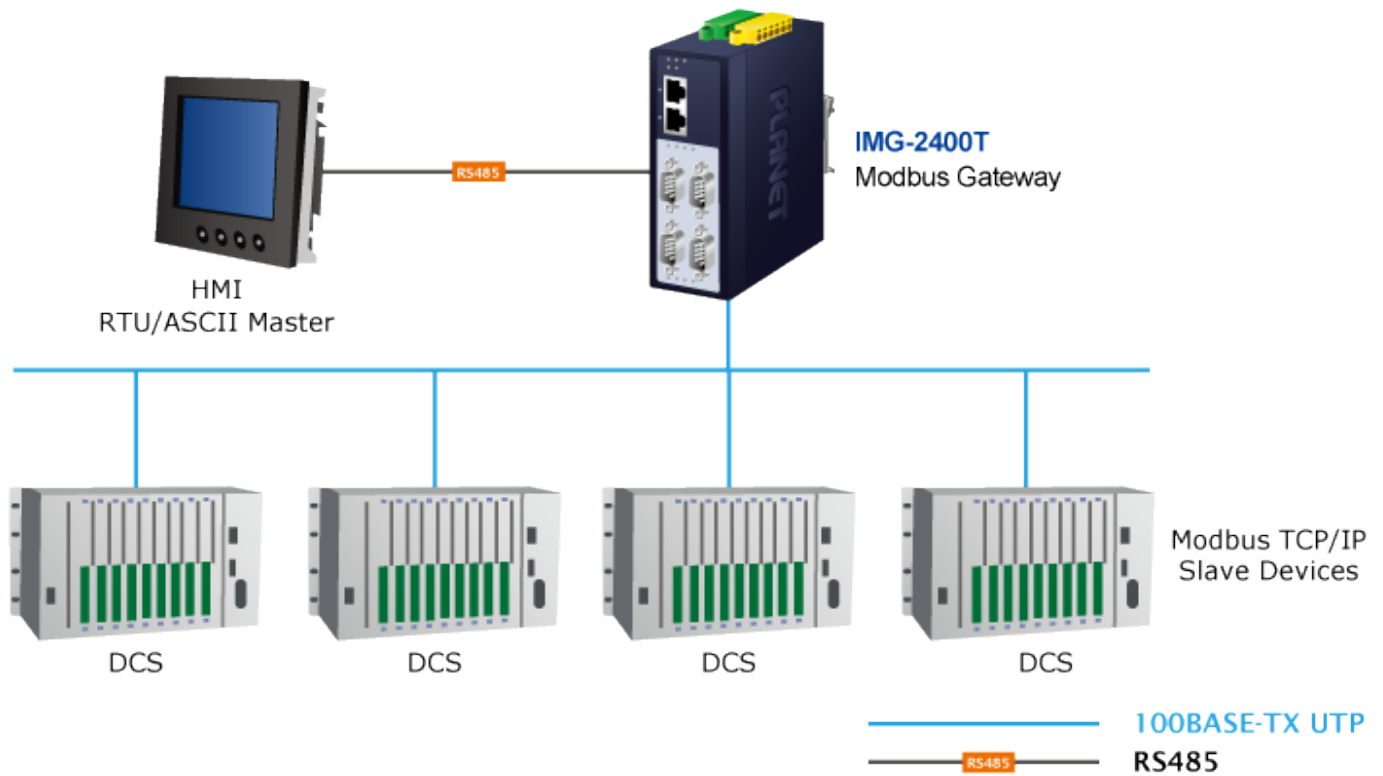 PLANET
IMG-2400T
Modbus Gateway
RS485
HMI
RTU/ASCII Master
Modbus TCP/IP
Slave Devices
DCS
DCS
DCS
DCS
100BASE-TX UTP
RS485
RS485